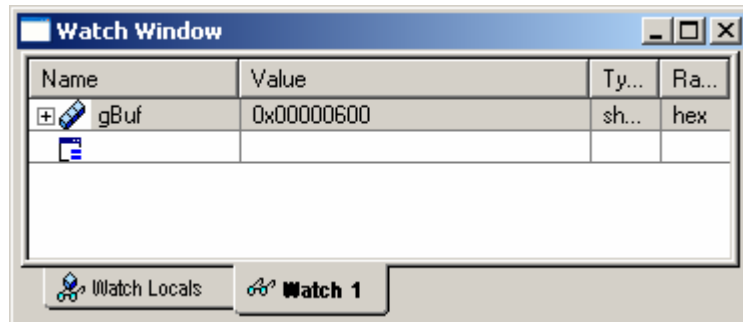 Watch Window
Name Value Ty... Ra...
gBuf 0x00000600 sh... hex
Watch Locals Watch 1